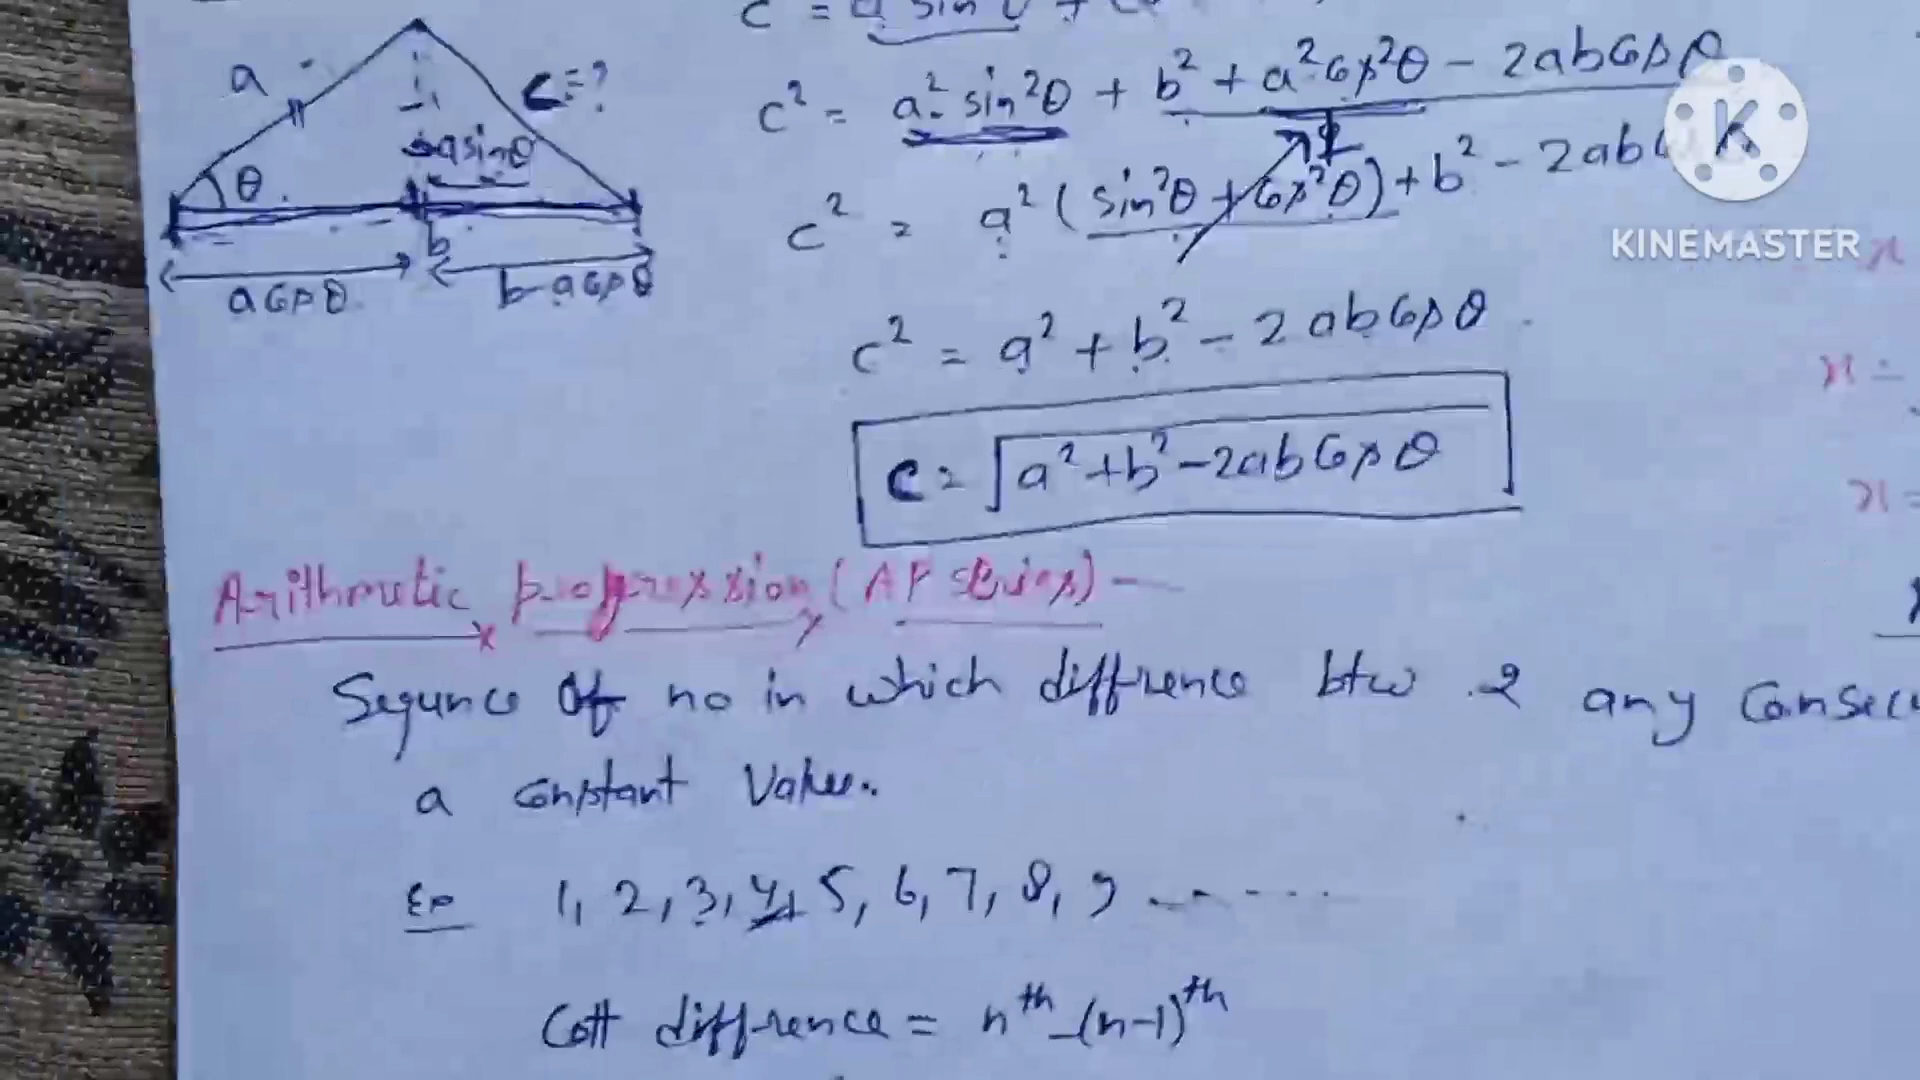 a
c=?
θ
asinθ
b
acosθ
b-acosθ
c² = a² sin²θ + b² + a²cos²θ - 2abcosθ
c² = a²(sin²θ + cos²θ) + b² - 2ab
c² = a² + b² - 2abcosθ
c = √a²+b²-2abcosθ
KINEMASTER
Arithmetic progression (AP series) -
Sequnce of no in which diffrence btw 2 any Consecu
a constant Value.
Ex 1, 2, 3, 4, 5, 6, 7, 8, 9 ------
diffrence = nth -(n-1)th